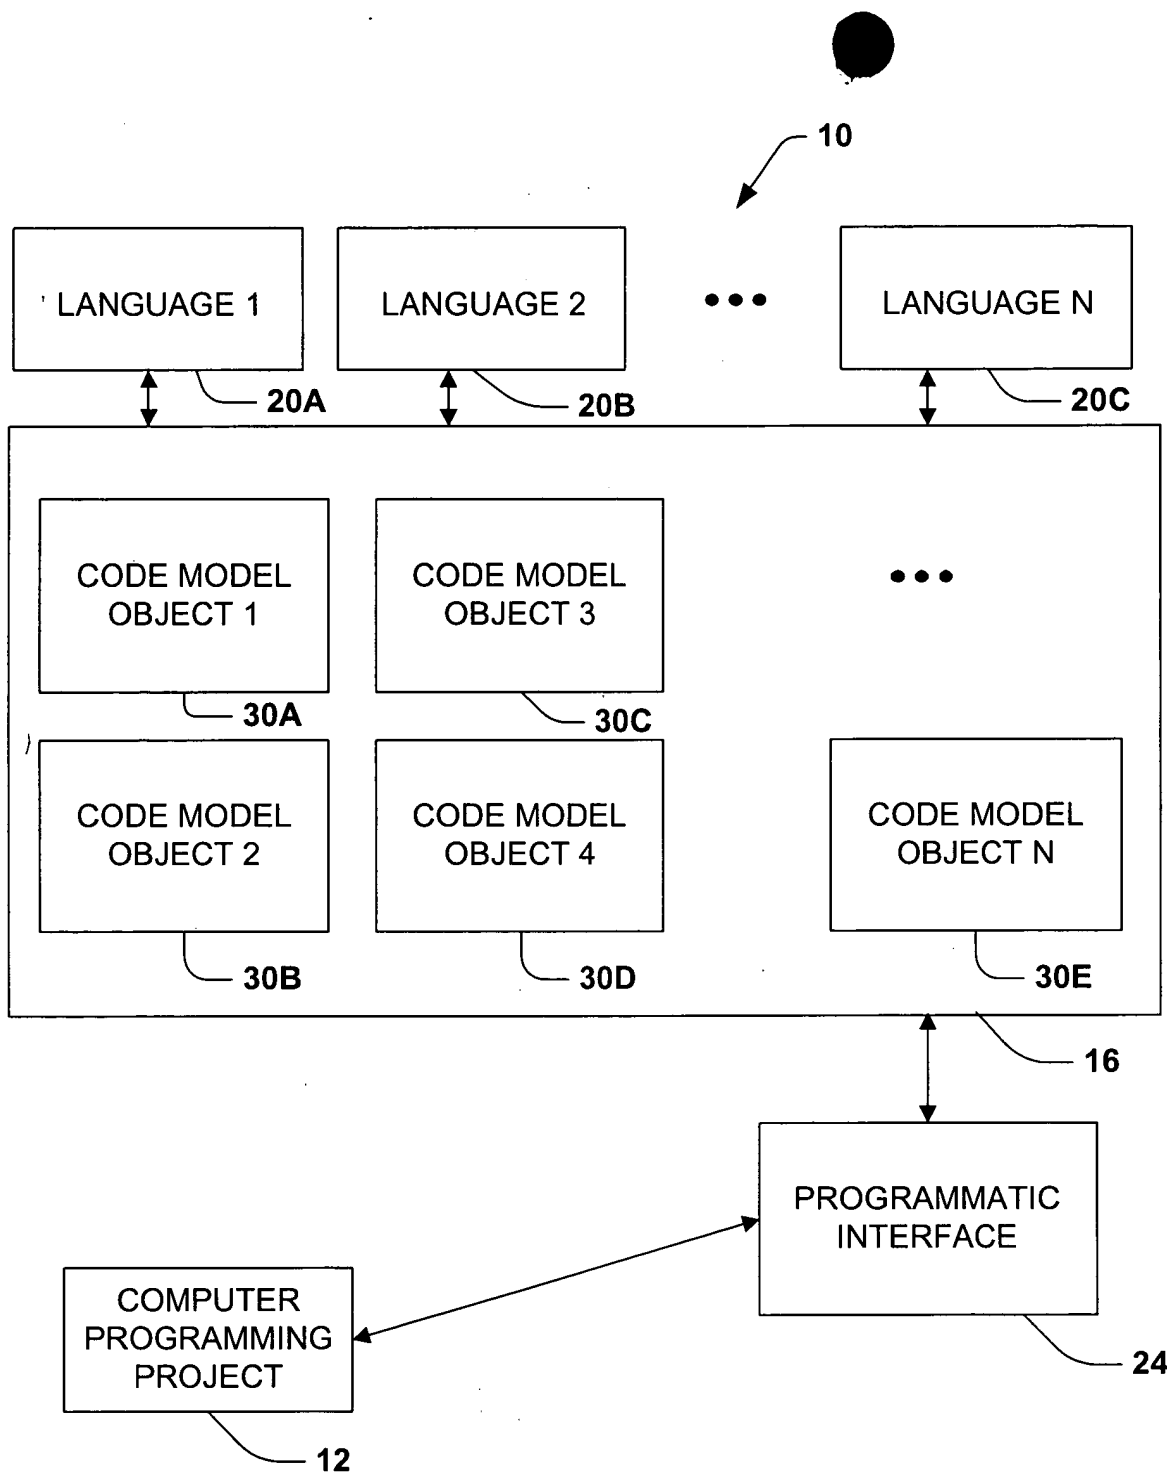 10
LANGUAGE 1
LANGUAGE 2
LANGUAGE N
20A
20B
20C
CODE MODEL
OBJECT 1
CODE MODEL
OBJECT 3
30A
30C
CODE MODEL
OBJECT 2
CODE MODEL
OBJECT 4
CODE MODEL
OBJECT N
30B
30D
30E
16
PROGRAMMATIC
INTERFACE
24
COMPUTER
PROGRAMMING
PROJECT
12